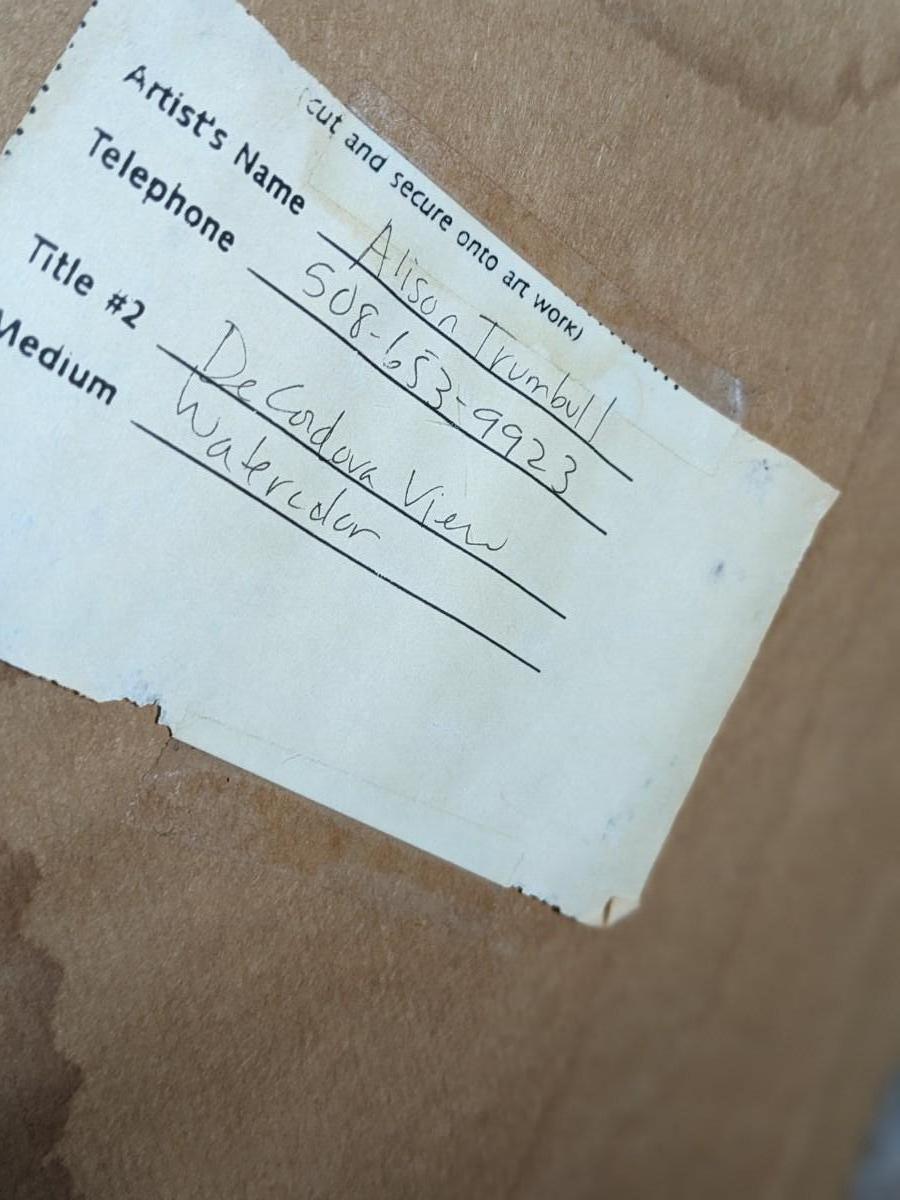 (cut and secure onto art work)
Artist's Name Alison Trumbull
Telephone 508-653-9923
Title #2 DeCordova View
Medium Watercolor